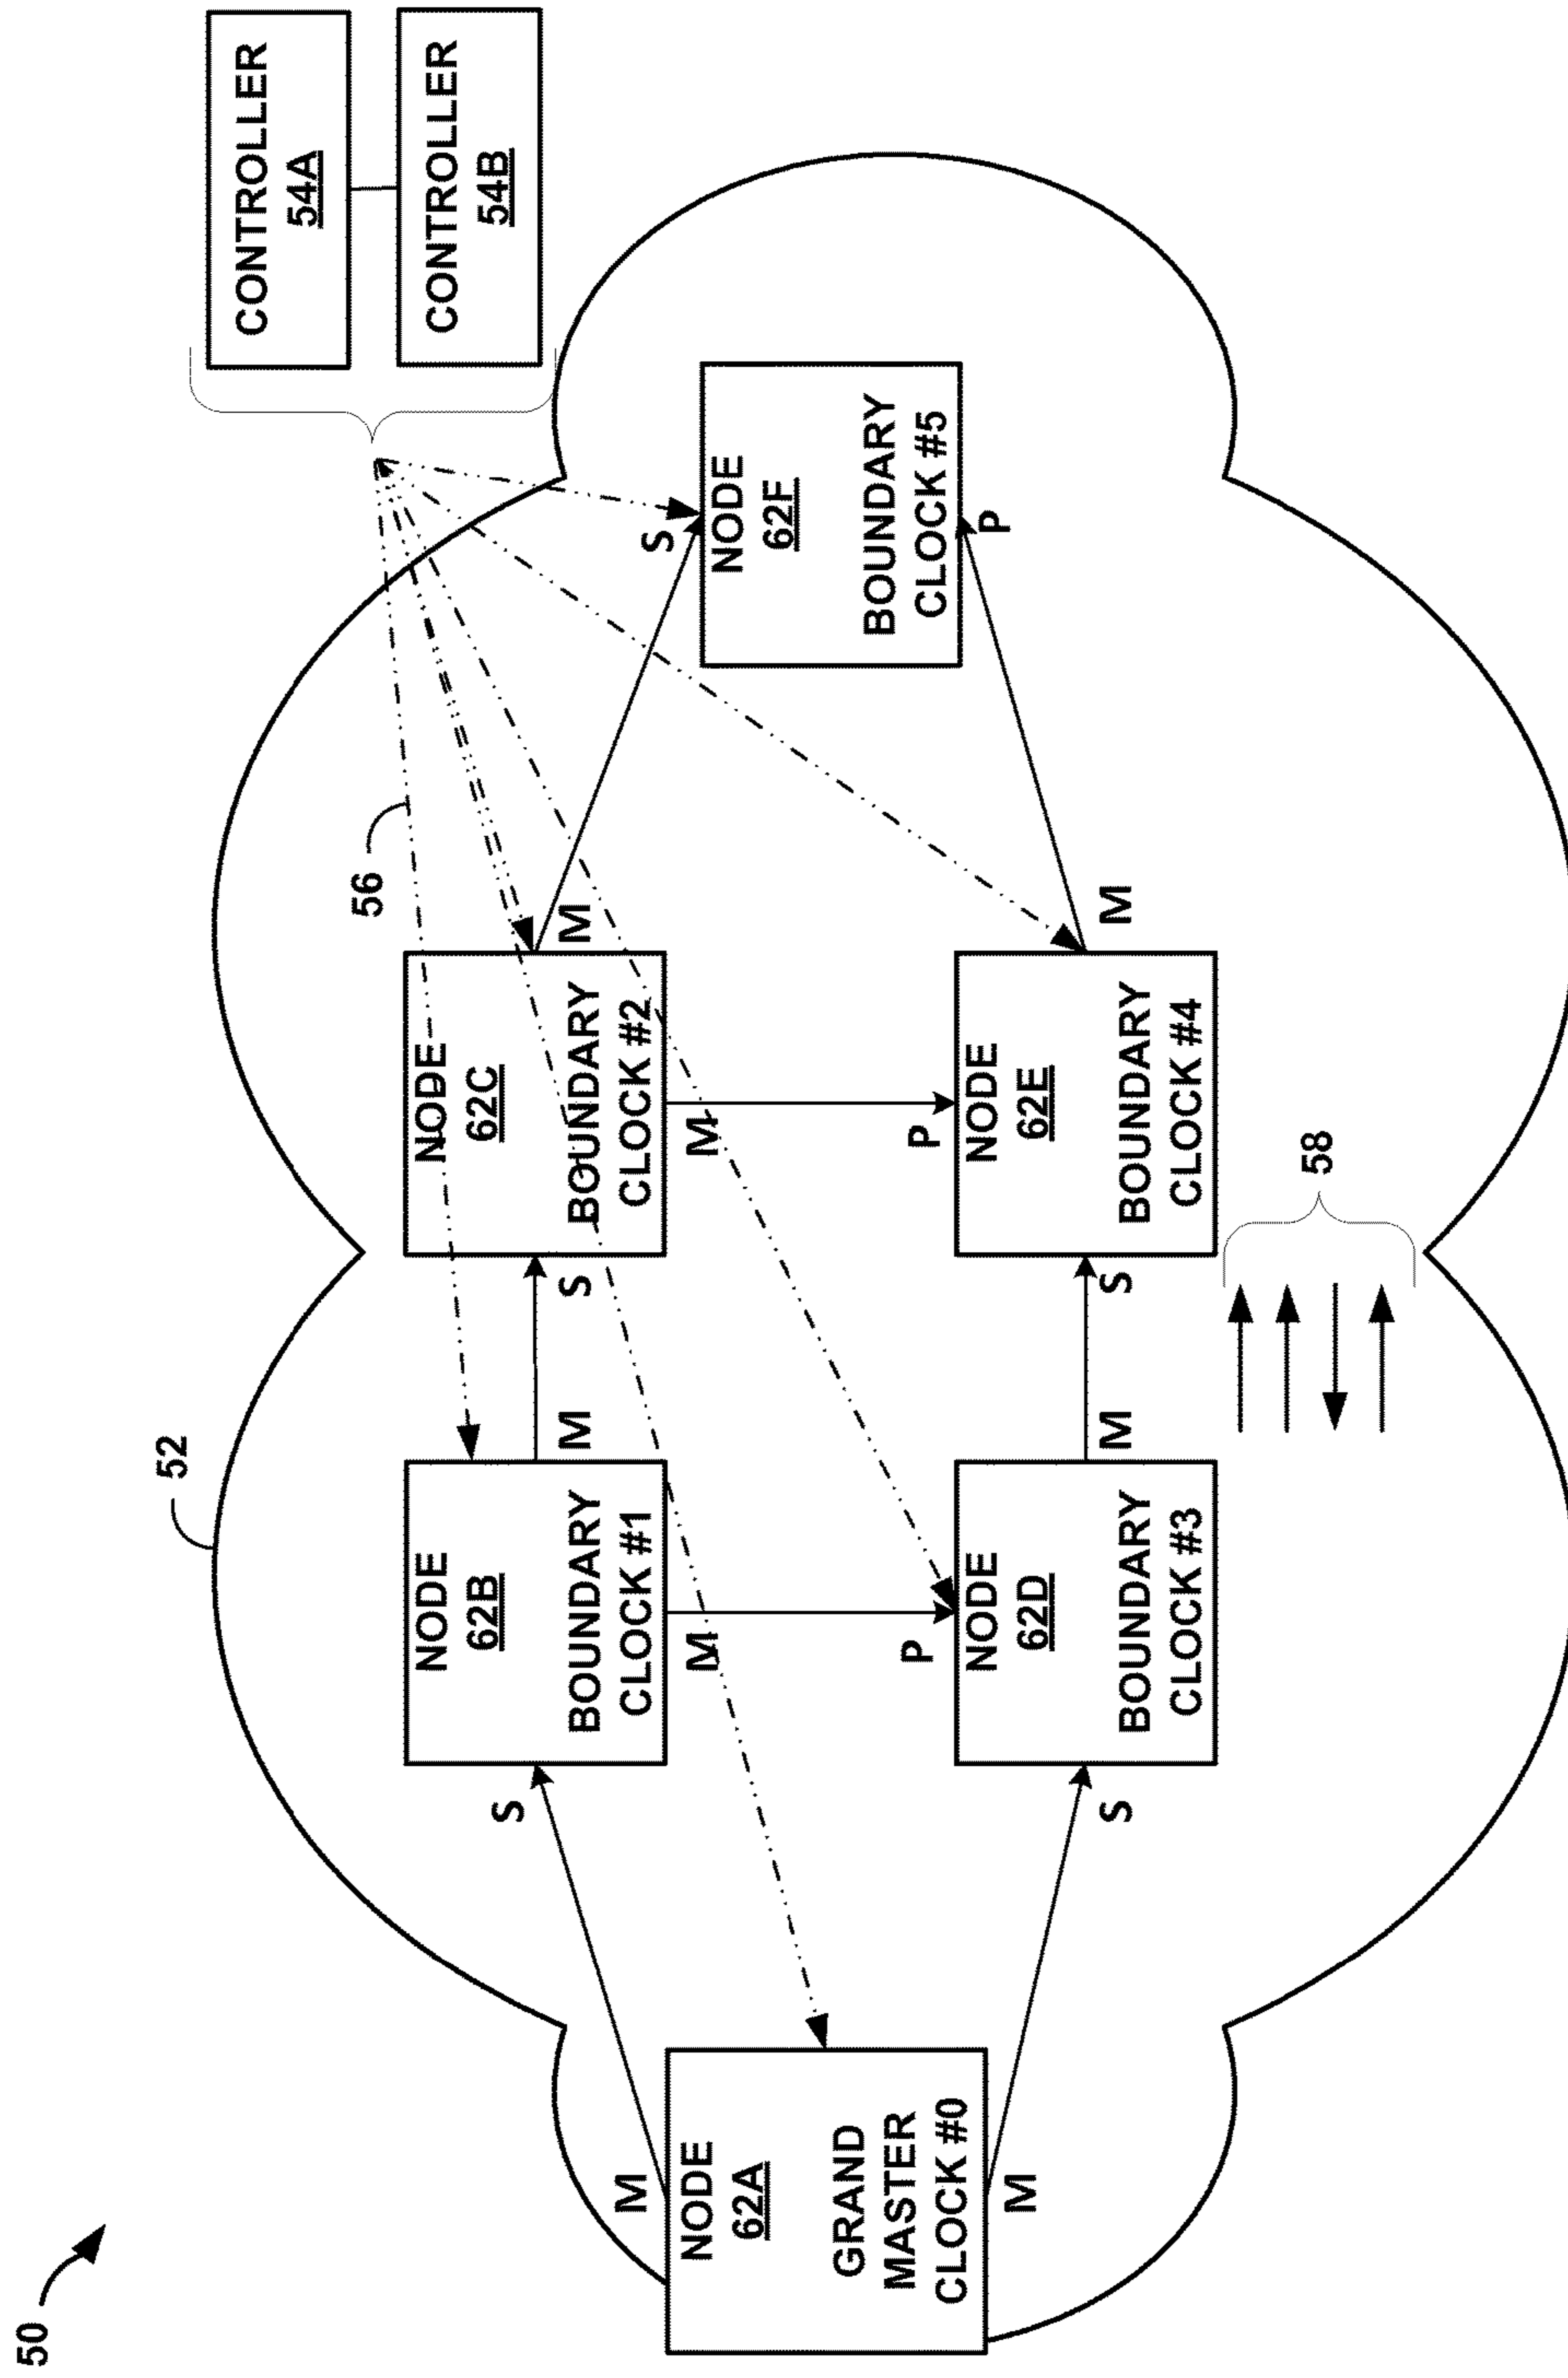 50
52
56
CONTROLLER
54A
CONTROLLER
54B
NODE
62A
GRAND
MASTER
CLOCK #0
M
M
S
NODE
62B
BOUNDARY
CLOCK #1
M
M
S
NODE
62C
BOUNDARY
CLOCK #2
M
M
S
P
NODE
62D
BOUNDARY
CLOCK #3
M
S
P
NODE
62E
BOUNDARY
CLOCK #4
M
S
NODE
62F
BOUNDARY
CLOCK #5
P
58